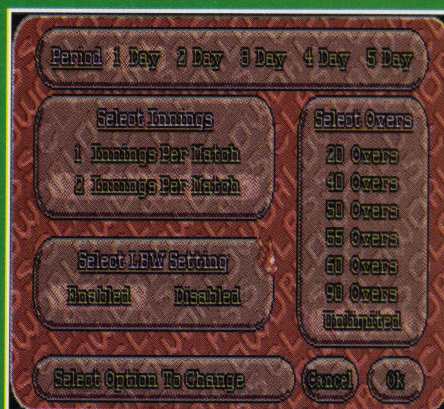 Period 1 Day 2 Day 3 Day 4 Day 5 Day
Select Innings
1 Innings Per Match
2 Innings Per Match
Select LBW Setting
Enabled Disabled
Select Overs
20 Overs
40 Overs
50 Overs
55 Overs
60 Overs
90 Overs
Unlimited
Select Option To Change
Cancel Ok